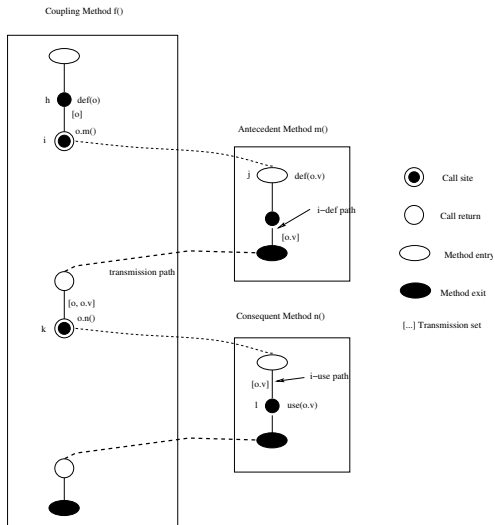 Coupling Method f()
h def(o)
[o]
o.m()
i
Antecedent Method m()
j def(o.v)
i-def path
[o.v]
transmission path
[o, o.v]
o.n()
k
Consequent Method n()
i-use path
[o.v]
l use(o.v)
Call site
Call return
Method entry
Method exit
[...] Transmission set